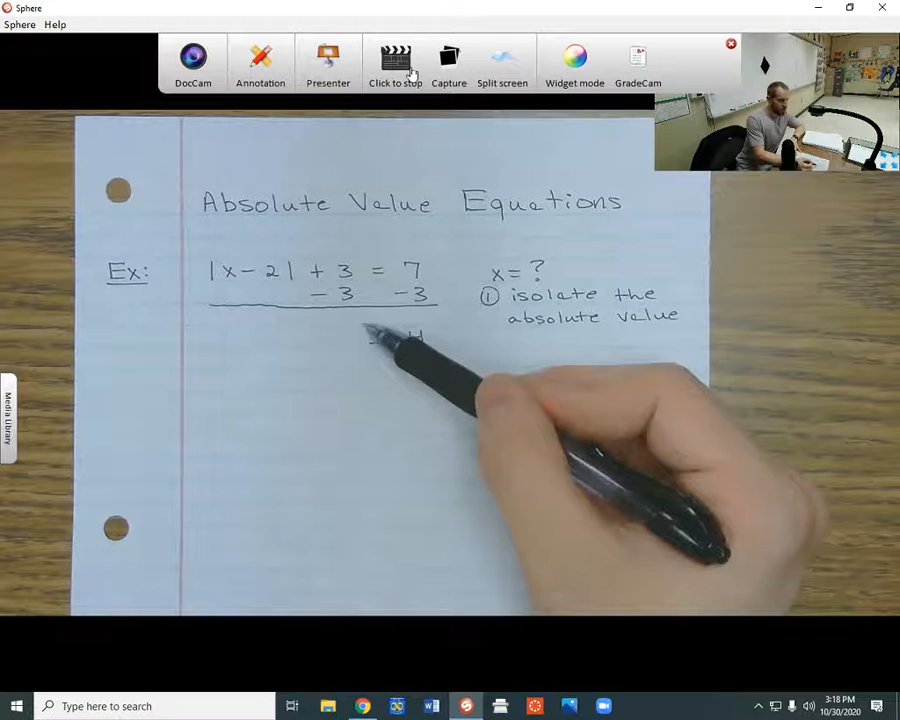 Sphere
Sphere Help
DocCam Annotation Presenter Click to stop Capture Split screen Widget mode GradeCam
Absolute Value Equations
Ex: |x - 2| + 3 = 7 x = ?
- 3 - 3 ① isolate the
absolute value
Media Library
Type here to search
3:18 PM
10/30/2020